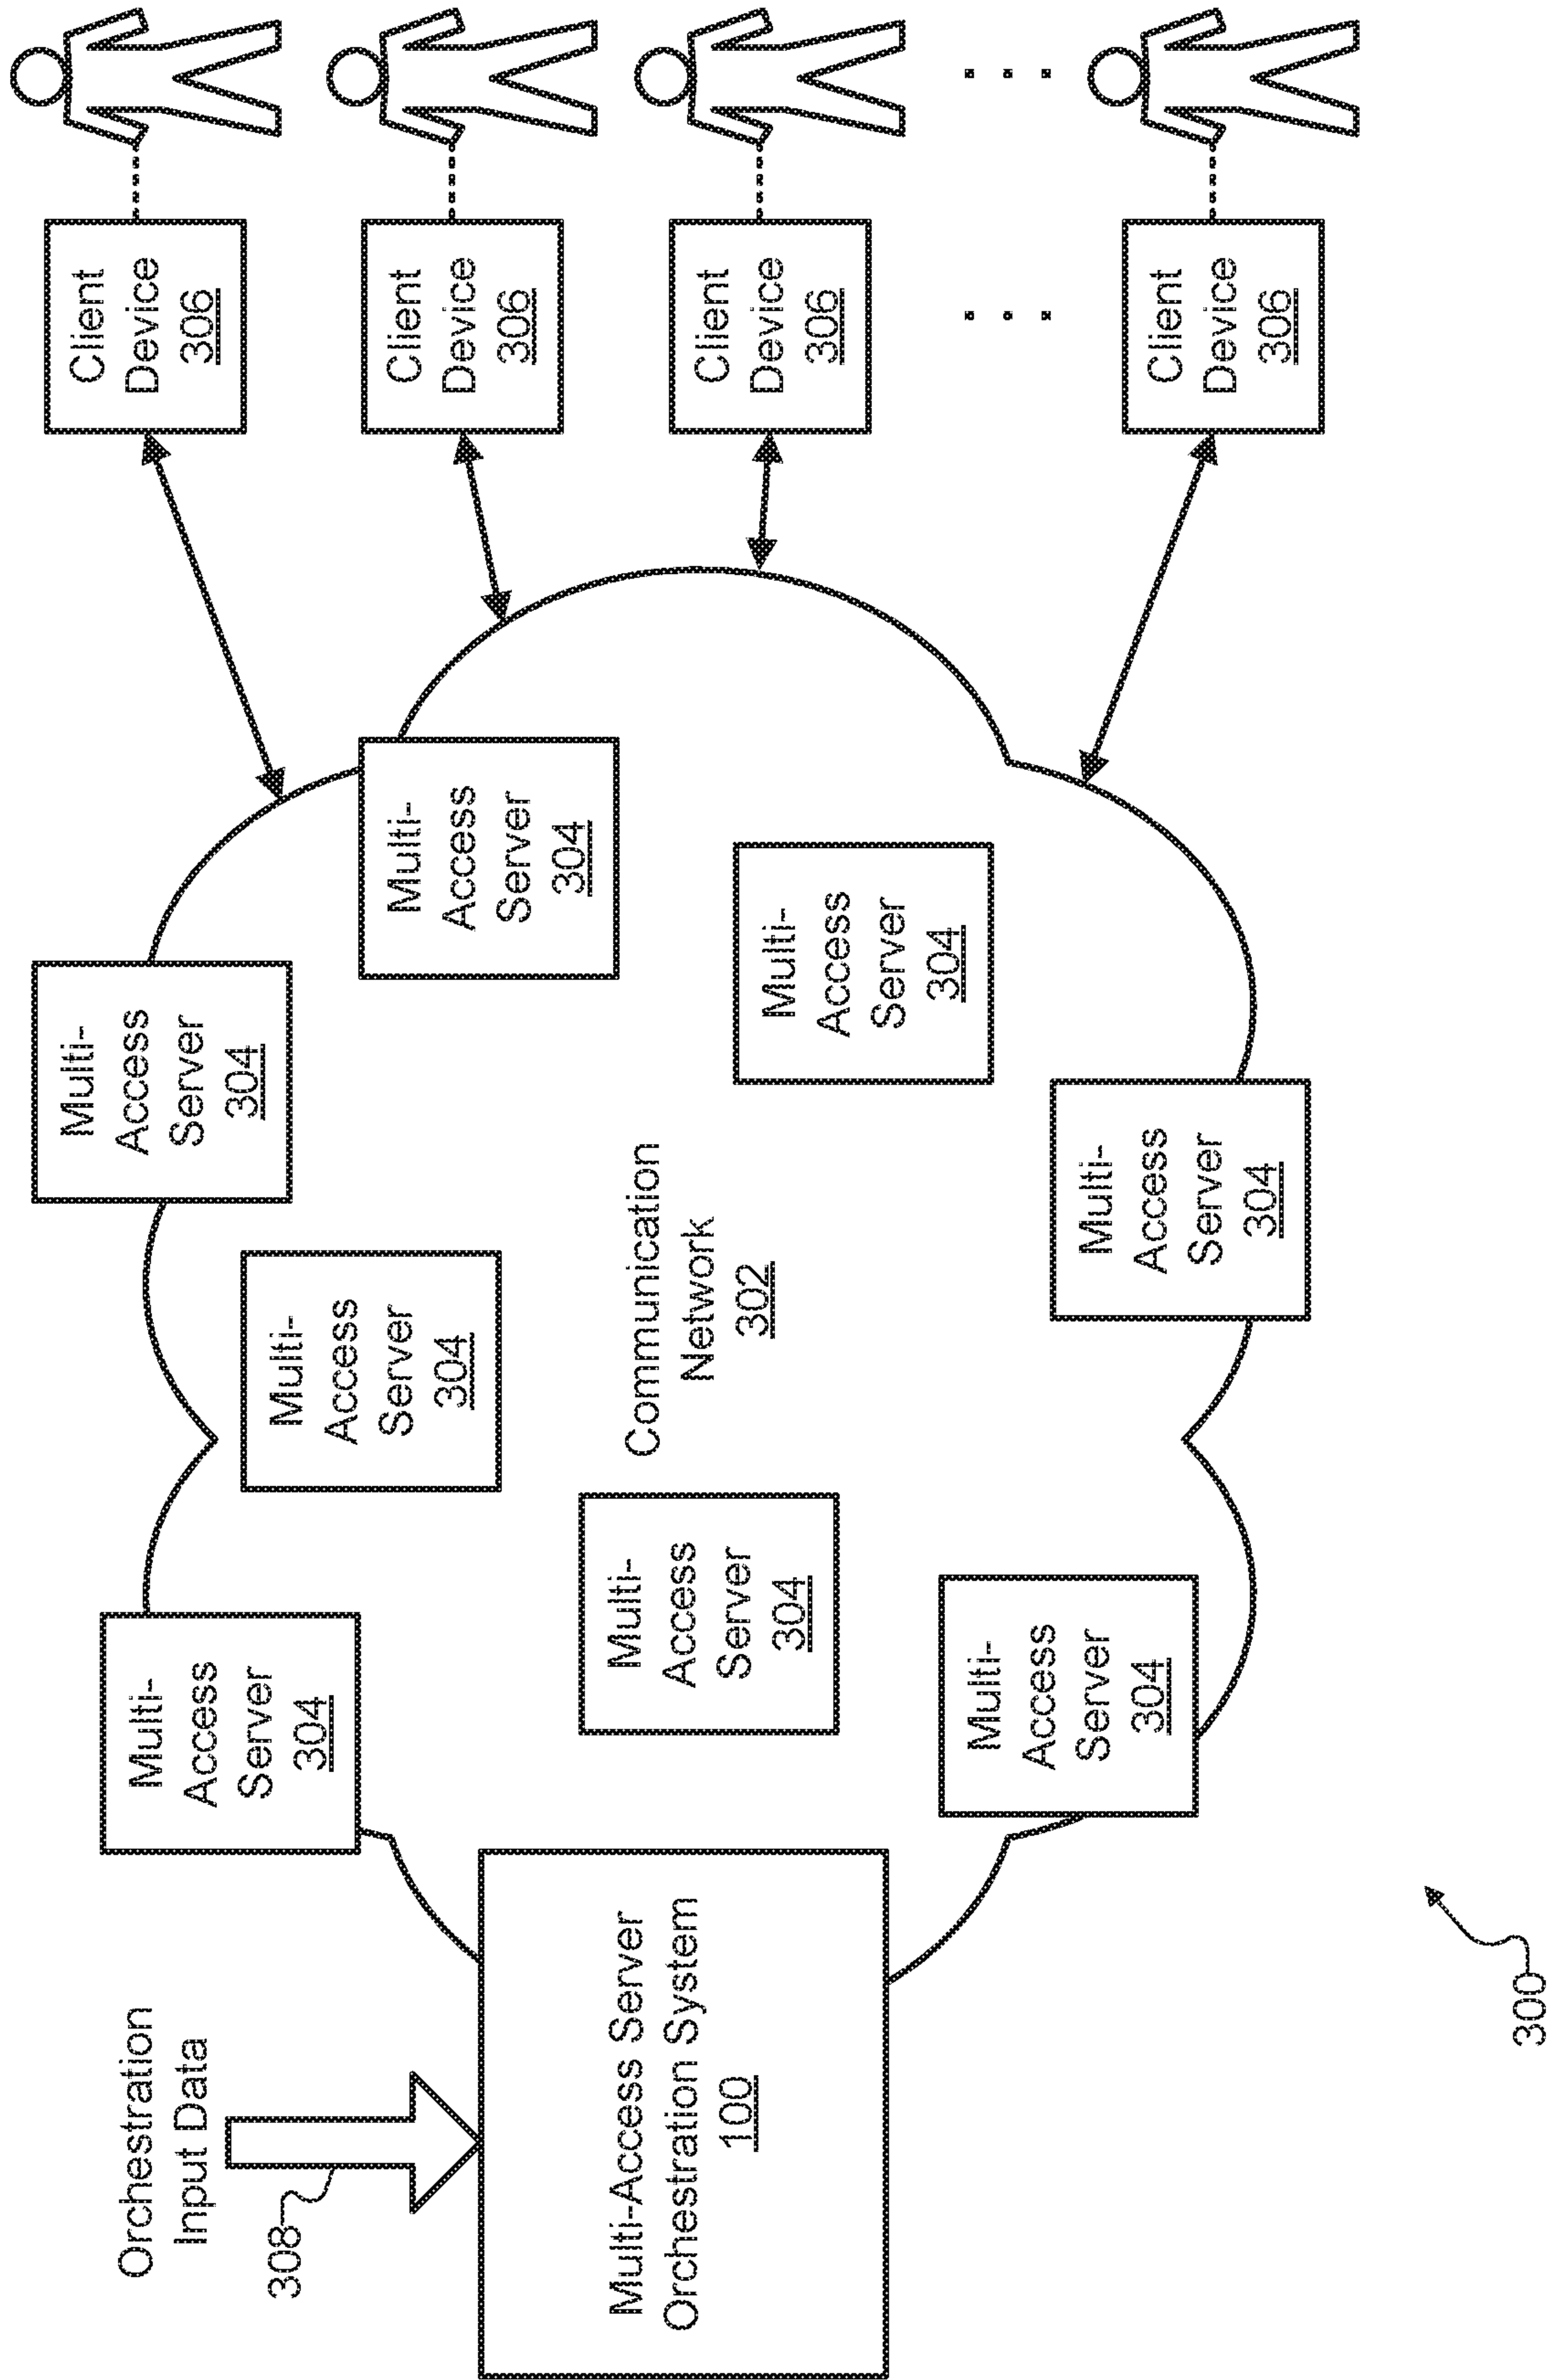 Orchestration
Input Data
308
Multi-Access Server
Orchestration System
100
Multi-
Access
Server
304
Multi-
Access
Server
304
Multi-
Access
Server
304
Multi-
Access
Server
304
Communication
Network
302
Multi-
Access
Server
304
Multi-
Access
Server
304
Multi-
Access
Server
304
Multi-
Access
Server
304
Client
Device
306
Client
Device
306
Client
Device
306
Client
Device
306
300